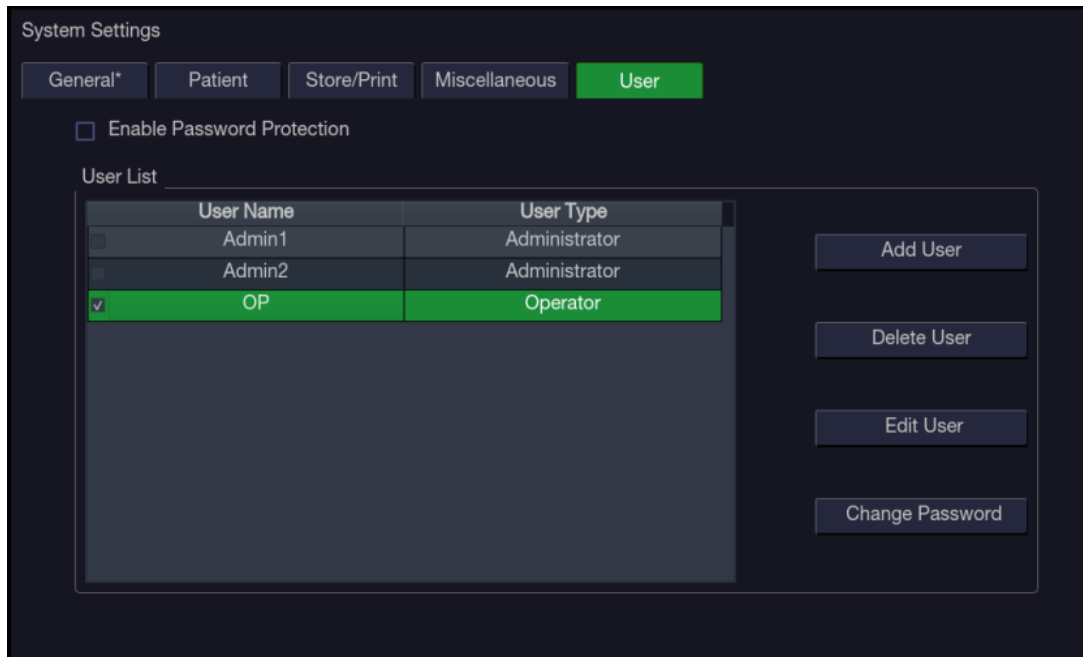 System Settings
General* Patient Store/Print Miscellaneous User
Enable Password Protection
User List
User Name User Type
Admin1 Administrator
Add User
Admin2 Administrator
OP Operator
Delete User
Edit User
Change Password